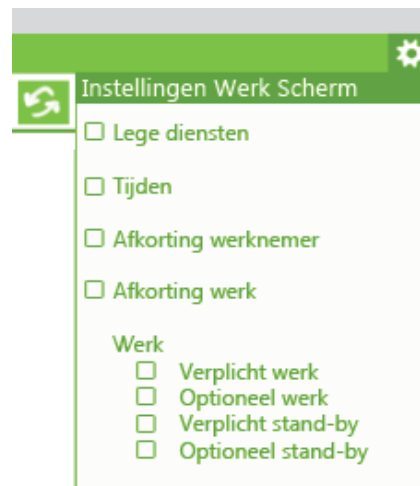 Instellingen Werk Scherm
Lege diensten
Tijden
Afkorting werknemer
Afkorting werk
Werk
Verplicht werk
Optioneel werk
Verplicht stand-by
Optioneel stand-by